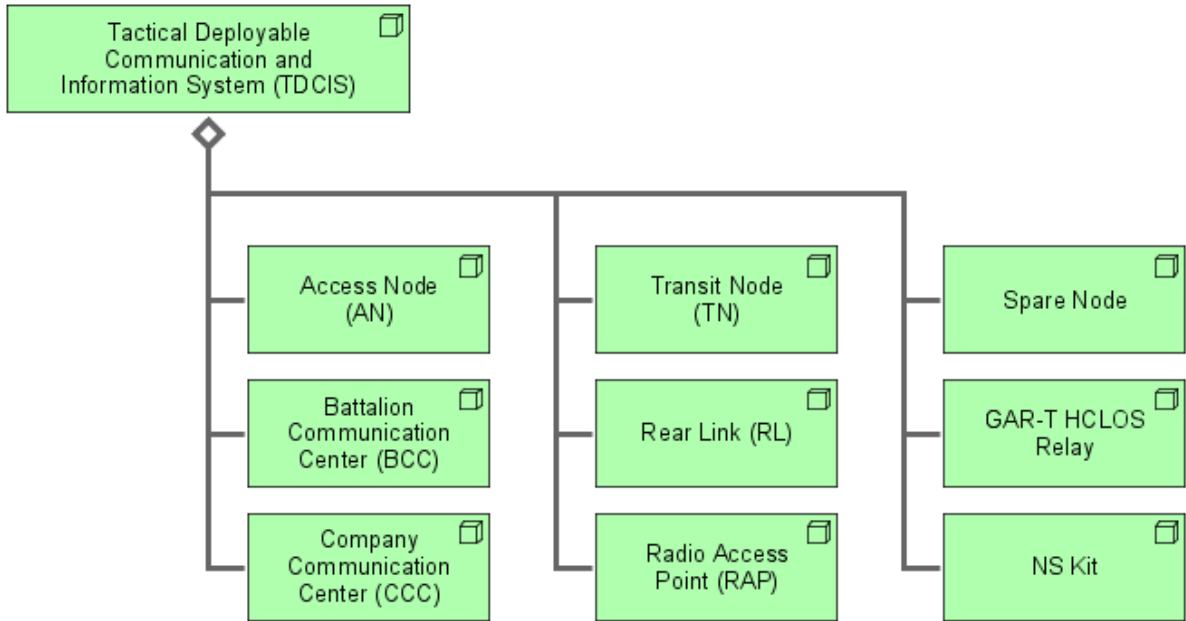 Tactical Deployable
Communication and
Information System (TDCIS)
Access Node
(AN)
Transit Node
(TN)
Spare Node
Battalion
Communication
Center (BCC)
Rear Link (RL)
GAR-T HCLOS
Relay
Company
Communication
Center (CCC)
Radio Access
Point (RAP)
NS Kit